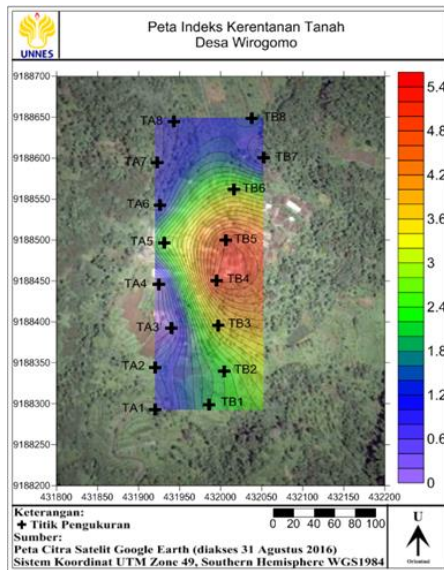 UNNES
Peta Indeks Kerentanan Tanah
Desa Wirogomo
9188700
9188650
9188600
9188550
9188500
9188450
9188400
9188350
9188300
9188250
9188200
TA8
TB8
TA7
TB7
TB6
TA6
TA5
TB5
TA4
TB4
TA3
TB3
TA2
TB2
TA1
TB1
5.4
4.8
4.2
3.6
3
2.4
1.8
1.2
0.6
0
431800
431850
431900
431950
432000
432050
432100
432150
432200
Keterangan:
Titik Pengukuran
0 20 40 60 80 100
Sumber:
Peta Citra Satelit Google Earth (diakses 31 Agustus 2016)
Sistem Koordinat UTM Zone 49, Southern Hemisphere WGS1984
U